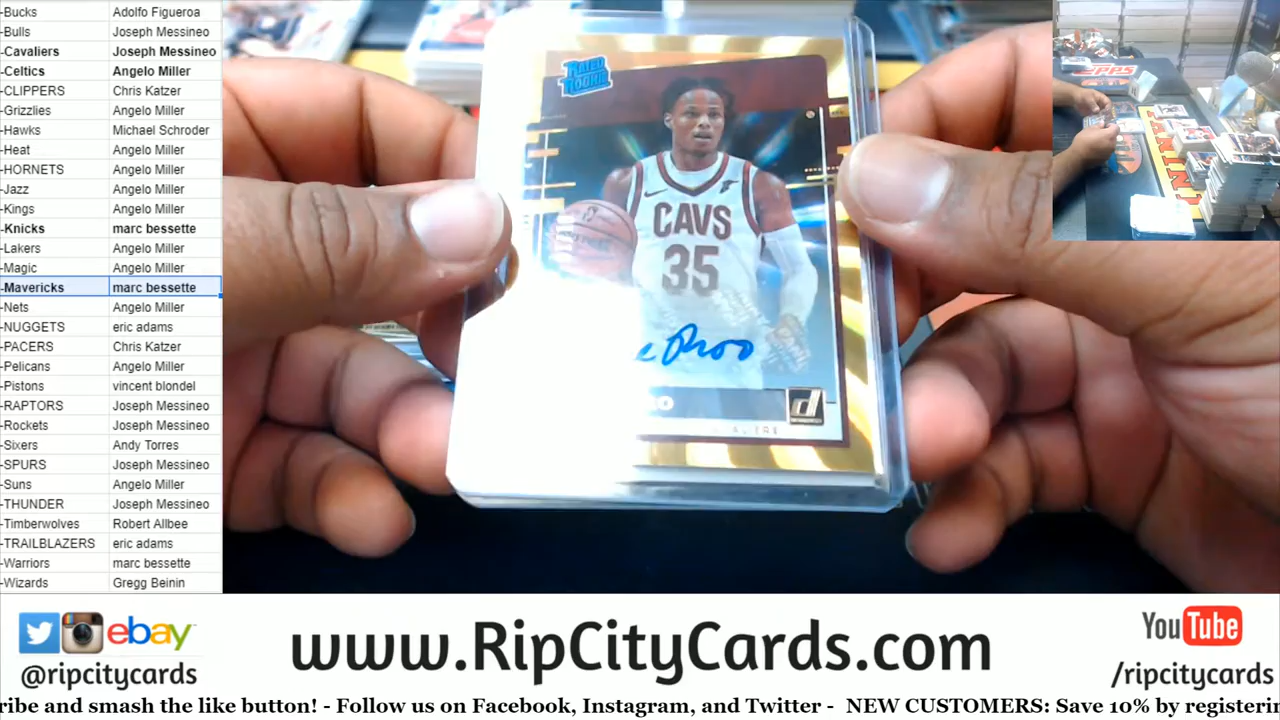 -Bucks Adolfo Figueroa
-Bulls Joseph Messineo
-Cavaliers Joseph Messineo
-Celtics Angelo Miller
-CLIPPERS Chris Katzer
-Grizzlies Angelo Miller
-Hawks Michael Schroder
-Heat Angelo Miller
-HORNETS Angelo Miller
-Jazz Angelo Miller
-Kings Angelo Miller
-Knicks marc bessette
-Lakers Angelo Miller
-Magic Angelo Miller
-Mavericks marc bessette
-Nets Angelo Miller
-NUGGETS eric adams
-PACERS Chris Katzer
-Pelicans Angelo Miller
-Pistons vincent blondel
-RAPTORS Joseph Messineo
-Rockets Joseph Messineo
-Sixers Andy Torres
-SPURS Joseph Messineo
-Suns Angelo Miller
-THUNDER Joseph Messineo
-Timberwolves Robert Allbee
-TRAILBLAZERS eric adams
-Warriors marc bessette
-Wizards Gregg Beinin
RATED
ROOKIE
CAVS
35
d
PANINI
ebay
@ripcitycards
www.RipCityCards.com
YouTube
/ripcitycards
ribe and smash the like button! - Follow us on Facebook, Instagram, and Twitter - NEW CUSTOMERS: Save 10% by registerin